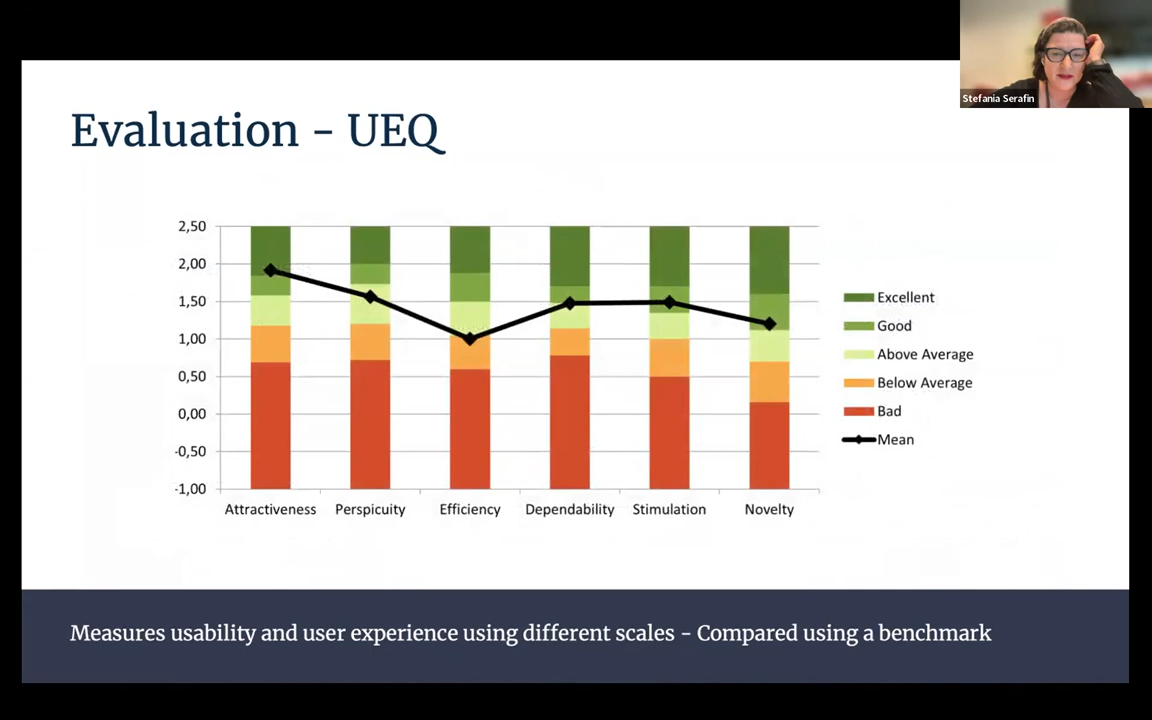 Stefania Serafin
Evaluation - UEQ
2,50
2,00
1,50
1,00
0,50
0,00
-0,50
-1,00
Attractiveness Perspicuity Efficiency Dependability Stimulation Novelty
Excellent
Good
Above Average
Below Average
Bad
Mean
Measures usability and user experience using different scales - Compared using a benchmark